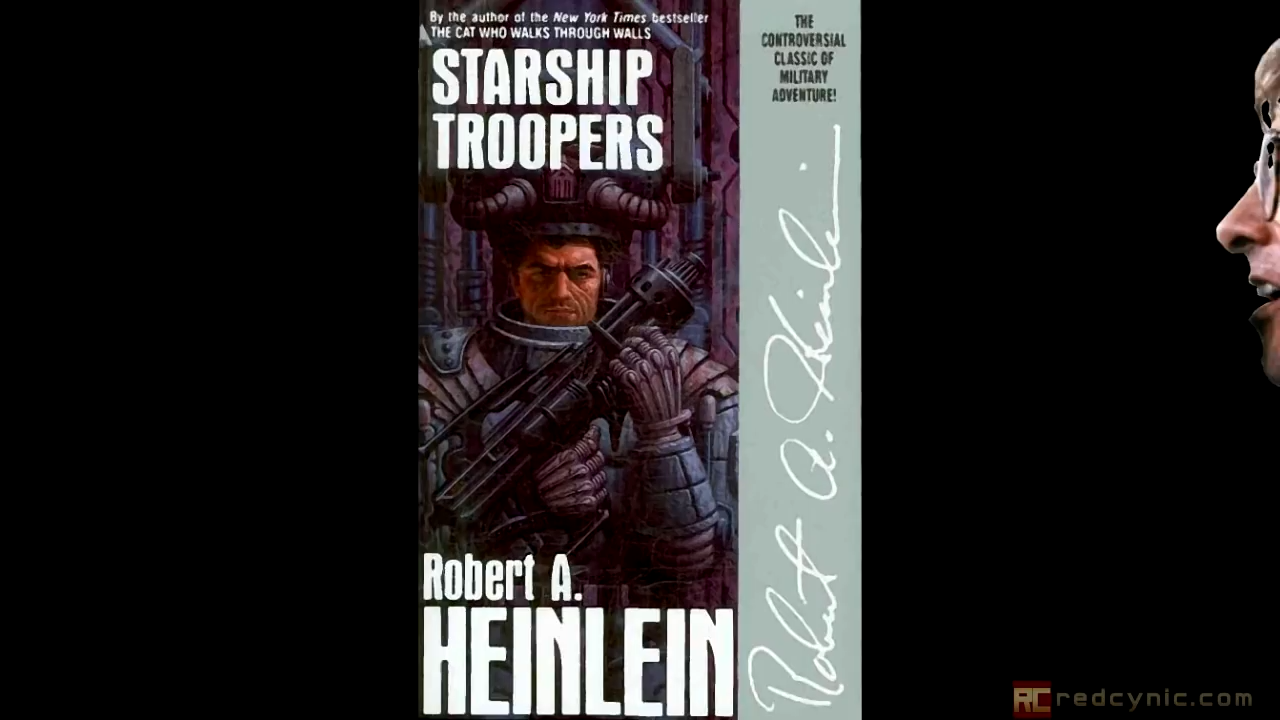 By the author of the New York Times bestseller
THE CAT WHO WALKS THROUGH WALLS
STARSHIP
TROOPERS
Robert A.
HEINLEIN
THE
CONTROVERSIAL
CLASSIC OF
MILITARY
ADVENTURE!
Robert A. Heinlein
RC redcynic.com